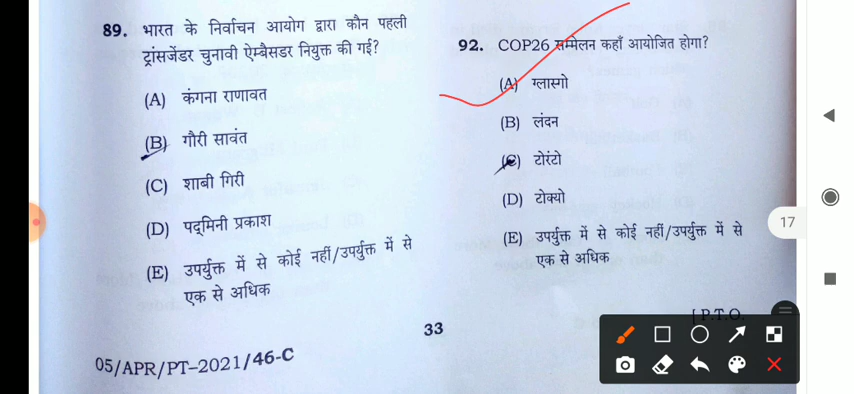 89. भारत के निर्वाचन आयोग द्वारा कौन पहली
ट्रांसजेंडर चुनावी ऐम्बैसडर नियुक्त की गई?
(A) कंगना राणावत
(B) गौरी सावंत
(C) शाबी गिरी
(D) पद्मिनी प्रकाश
(E) उपर्युक्त में से कोई नहीं/उपर्युक्त में से
एक से अधिक
92. COP26 सम्मेलन कहाँ आयोजित होगा?
(A) ग्लास्गो
(B) लंदन
(C) टोरंटो
(D) टोक्यो
(E) उपर्युक्त में से कोई नहीं/उपर्युक्त में से
एक से अधिक
[ P.T.O.
33
05/APR/PT–2021/46-C
17